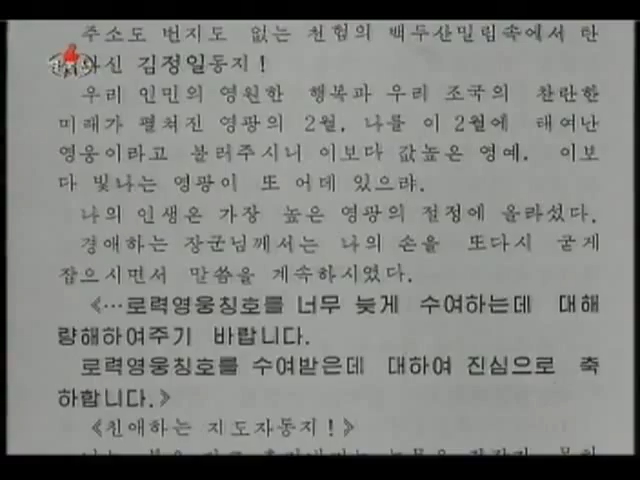 주소도 번지도 없는 천험의 백두산밀림속에서 탄
하신 김정일동지!
우리 인민의 영원한 행복과 우리 조국의 찬란한
미래가 펼쳐진 영광의 2월. 나를 이 2월에 태여난
영웅이라고 불러주시니 이보다 값높은 영예. 이보
다 빛나는 영광이 또 어데 있으랴.
나의 인생은 가장 높은 영광의 절정에 올라섰다.
경애하는 장군님께서는 나의 손을 또다시 굳게
잡으시면서 말씀을 계속하시였다.
《…로력영웅칭호를 너무 늦게 수여하는데 대해
량해하여주기 바랍니다.
로력영웅칭호를 수여받은데 대하여 진심으로 축
하합니다.》
《친애하는 지도자동지!》